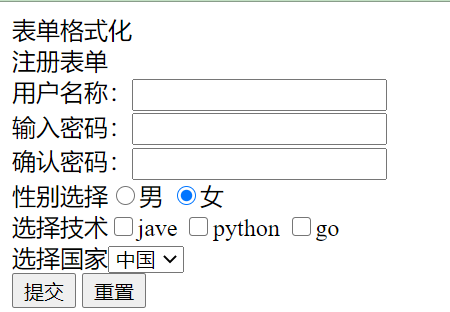 表单格式化
注册表单
用户名称：
输入密码：
确认密码：
性别选择 男 女
选择技术 jave python go
选择国家 中国
提交 重置